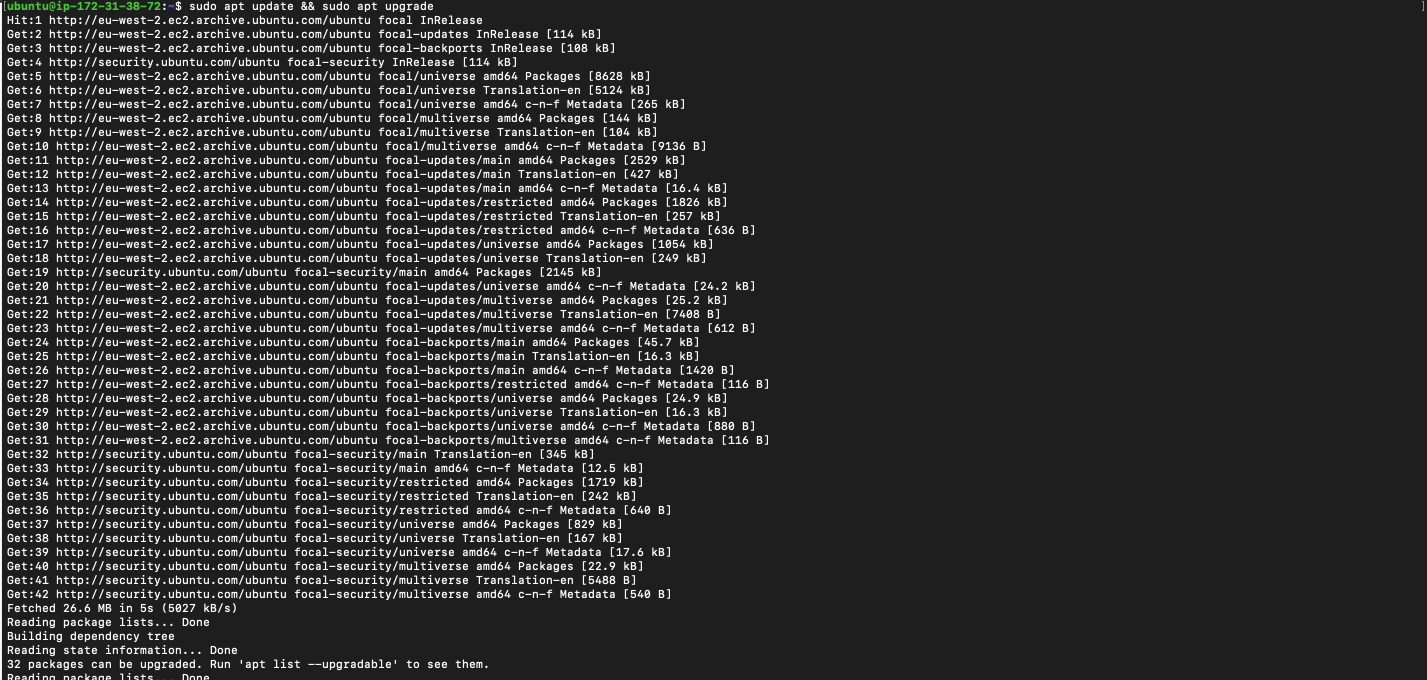 [ubuntu@ip-172-31-38-72:~$ sudo apt update && sudo apt upgrade ]
Hit:1 http://eu-west-2.ec2.archive.ubuntu.com/ubuntu focal InRelease
Get:2 http://eu-west-2.ec2.archive.ubuntu.com/ubuntu focal-updates InRelease [114 kB]
Get:3 http://eu-west-2.ec2.archive.ubuntu.com/ubuntu focal-backports InRelease [108 kB]
Get:4 http://security.ubuntu.com/ubuntu focal-security InRelease [114 kB]
Get:5 http://eu-west-2.ec2.archive.ubuntu.com/ubuntu focal/universe amd64 Packages [8628 kB]
Get:6 http://eu-west-2.ec2.archive.ubuntu.com/ubuntu focal/universe Translation-en [5124 kB]
Get:7 http://eu-west-2.ec2.archive.ubuntu.com/ubuntu focal/universe amd64 c-n-f Metadata [265 kB]
Get:8 http://eu-west-2.ec2.archive.ubuntu.com/ubuntu focal/multiverse amd64 Packages [144 kB]
Get:9 http://eu-west-2.ec2.archive.ubuntu.com/ubuntu focal/multiverse Translation-en [104 kB]
Get:10 http://eu-west-2.ec2.archive.ubuntu.com/ubuntu focal/multiverse amd64 c-n-f Metadata [9136 B]
Get:11 http://eu-west-2.ec2.archive.ubuntu.com/ubuntu focal-updates/main amd64 Packages [2529 kB]
Get:12 http://eu-west-2.ec2.archive.ubuntu.com/ubuntu focal-updates/main Translation-en [427 kB]
Get:13 http://eu-west-2.ec2.archive.ubuntu.com/ubuntu focal-updates/main amd64 c-n-f Metadata [16.4 kB]
Get:14 http://eu-west-2.ec2.archive.ubuntu.com/ubuntu focal-updates/restricted amd64 Packages [1826 kB]
Get:15 http://eu-west-2.ec2.archive.ubuntu.com/ubuntu focal-updates/restricted Translation-en [257 kB]
Get:16 http://eu-west-2.ec2.archive.ubuntu.com/ubuntu focal-updates/restricted amd64 c-n-f Metadata [636 B]
Get:17 http://eu-west-2.ec2.archive.ubuntu.com/ubuntu focal-updates/universe amd64 Packages [1054 kB]
Get:18 http://eu-west-2.ec2.archive.ubuntu.com/ubuntu focal-updates/universe Translation-en [249 kB]
Get:19 http://security.ubuntu.com/ubuntu focal-security/main amd64 Packages [2145 kB]
Get:20 http://eu-west-2.ec2.archive.ubuntu.com/ubuntu focal-updates/universe amd64 c-n-f Metadata [24.2 kB]
Get:21 http://eu-west-2.ec2.archive.ubuntu.com/ubuntu focal-updates/multiverse amd64 Packages [25.2 kB]
Get:22 http://eu-west-2.ec2.archive.ubuntu.com/ubuntu focal-updates/multiverse Translation-en [7408 B]
Get:23 http://eu-west-2.ec2.archive.ubuntu.com/ubuntu focal-updates/multiverse amd64 c-n-f Metadata [612 B]
Get:24 http://eu-west-2.ec2.archive.ubuntu.com/ubuntu focal-backports/main amd64 Packages [45.7 kB]
Get:25 http://eu-west-2.ec2.archive.ubuntu.com/ubuntu focal-backports/main Translation-en [16.3 kB]
Get:26 http://eu-west-2.ec2.archive.ubuntu.com/ubuntu focal-backports/main amd64 c-n-f Metadata [1420 B]
Get:27 http://eu-west-2.ec2.archive.ubuntu.com/ubuntu focal-backports/restricted amd64 c-n-f Metadata [116 B]
Get:28 http://eu-west-2.ec2.archive.ubuntu.com/ubuntu focal-backports/universe amd64 Packages [24.9 kB]
Get:29 http://eu-west-2.ec2.archive.ubuntu.com/ubuntu focal-backports/universe Translation-en [16.3 kB]
Get:30 http://eu-west-2.ec2.archive.ubuntu.com/ubuntu focal-backports/universe amd64 c-n-f Metadata [880 B]
Get:31 http://eu-west-2.ec2.archive.ubuntu.com/ubuntu focal-backports/multiverse amd64 c-n-f Metadata [116 B]
Get:32 http://security.ubuntu.com/ubuntu focal-security/main Translation-en [345 kB]
Get:33 http://security.ubuntu.com/ubuntu focal-security/main amd64 c-n-f Metadata [12.5 kB]
Get:34 http://security.ubuntu.com/ubuntu focal-security/restricted amd64 Packages [1719 kB]
Get:35 http://security.ubuntu.com/ubuntu focal-security/restricted Translation-en [242 kB]
Get:36 http://security.ubuntu.com/ubuntu focal-security/restricted amd64 c-n-f Metadata [640 B]
Get:37 http://security.ubuntu.com/ubuntu focal-security/universe amd64 Packages [829 kB]
Get:38 http://security.ubuntu.com/ubuntu focal-security/universe Translation-en [167 kB]
Get:39 http://security.ubuntu.com/ubuntu focal-security/universe amd64 c-n-f Metadata [17.6 kB]
Get:40 http://security.ubuntu.com/ubuntu focal-security/multiverse amd64 Packages [22.9 kB]
Get:41 http://security.ubuntu.com/ubuntu focal-security/multiverse Translation-en [5488 B]
Get:42 http://security.ubuntu.com/ubuntu focal-security/multiverse amd64 c-n-f Metadata [540 B]
Fetched 26.6 MB in 5s (5027 kB/s)
Reading package lists... Done
Building dependency tree
Reading state information... Done
32 packages can be upgraded. Run 'apt list --upgradable' to see them.
Reading package lists... Done